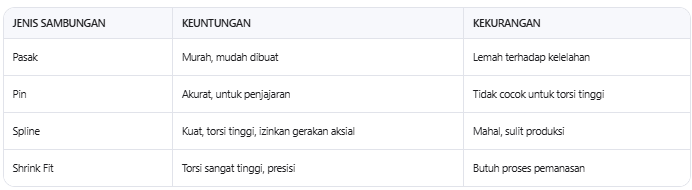 JENIS SAMBUNGAN KEUNTUNGAN KEKURANGAN
Pasak Murah, mudah dibuat Lemah terhadap kelelahan
Pin Akurat, untuk penjajaran Tidak cocok untuk torsi tinggi
Spline Kuat, torsi tinggi, izinkan gerakan aksial Mahal, sulit produksi
Shrink Fit Torsi sangat tinggi, presisi Butuh proses pemanasan